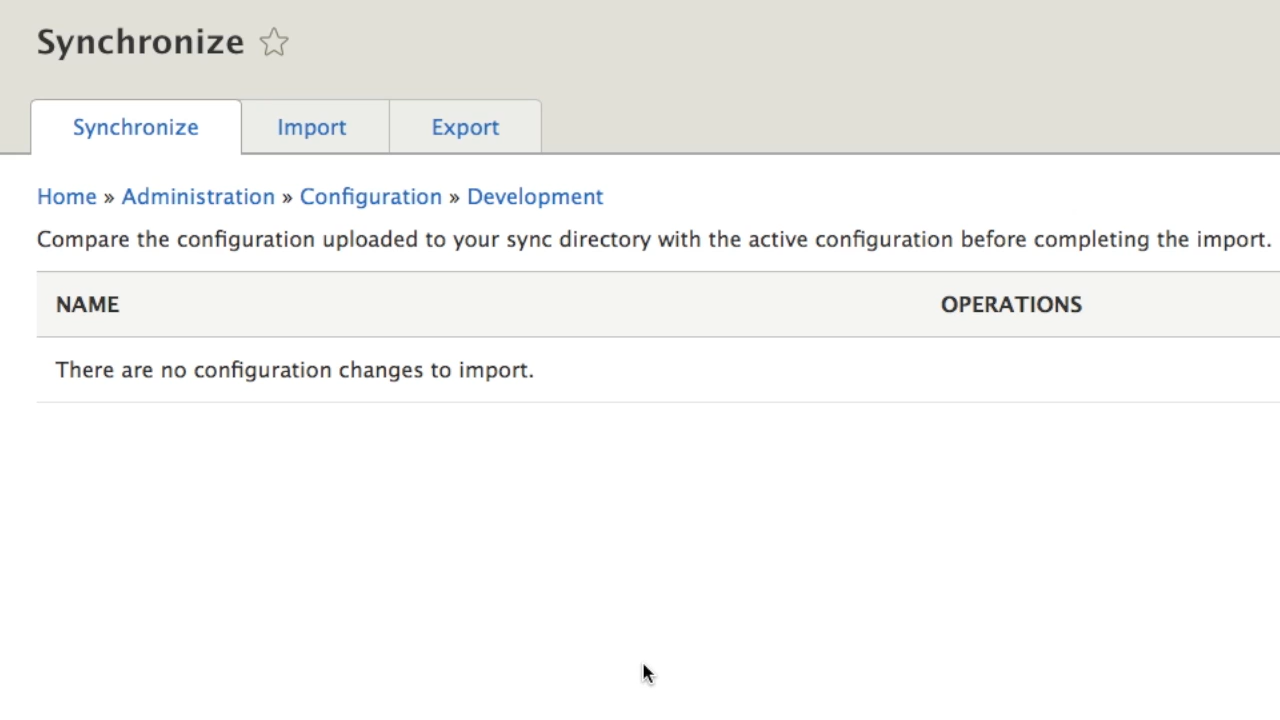 Synchronize
Synchronize Import Export
Home » Administration » Configuration » Development
Compare the configuration uploaded to your sync directory with the active configuration before completing the import.
NAME OPERATIONS
There are no configuration changes to import.